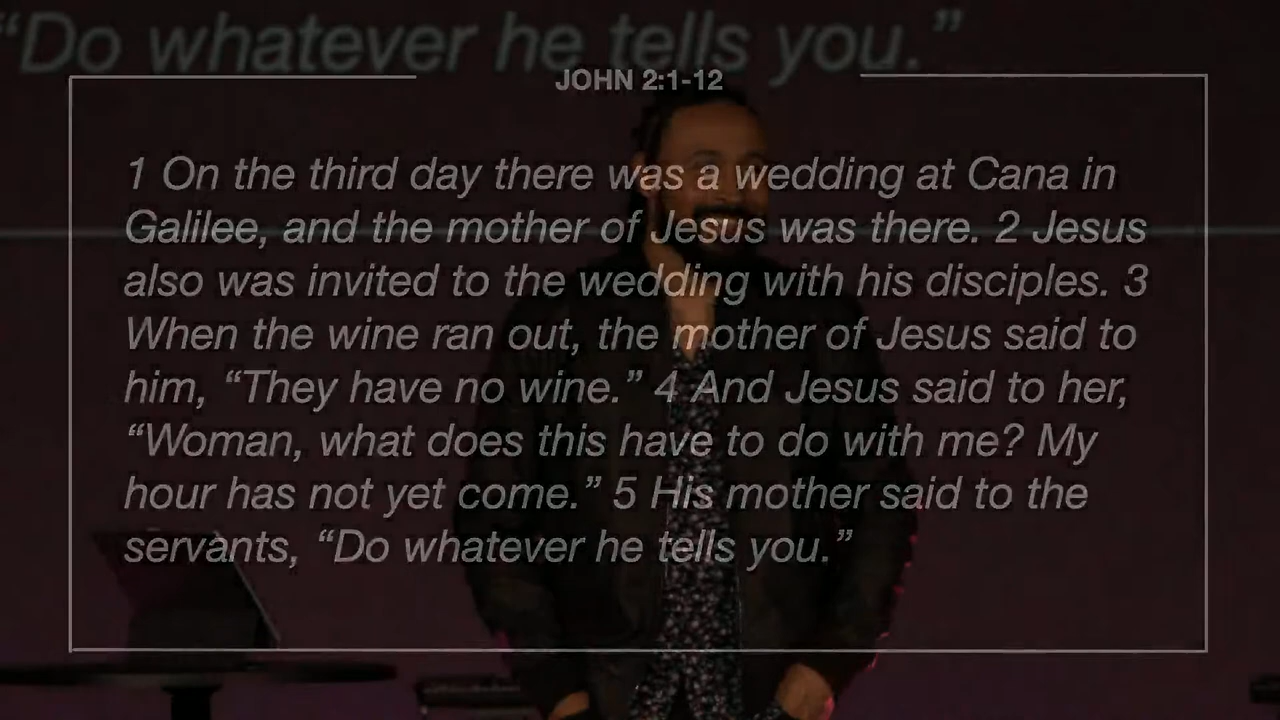 “Do whatever he tells you.”
JOHN 2:1-12
1 On the third day there was a wedding at Cana in
Galilee, and the mother of Jesus was there. 2 Jesus
also was invited to the wedding with his disciples. 3
When the wine ran out, the mother of Jesus said to
him, “They have no wine.” 4 And Jesus said to her,
“Woman, what does this have to do with me? My
hour has not yet come.” 5 His mother said to the
servants, “Do whatever he tells you.”